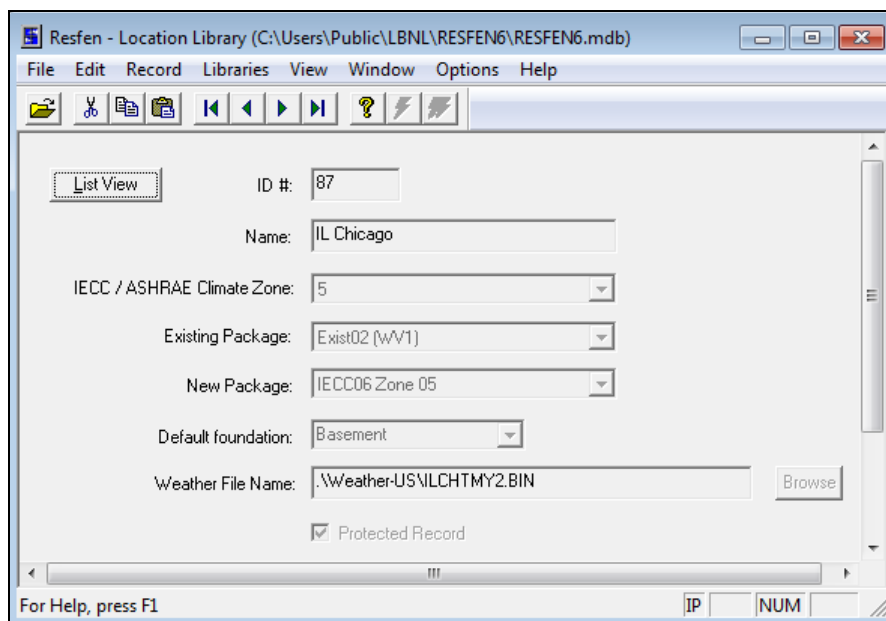 Resfen - Location Library (C:\Users\Public\LBNL\RESFEN6\RESFEN6.mdb)
File Edit Record Libraries View Window Options Help
List View
ID #: 87
Name: IL Chicago
IECC / ASHRAE Climate Zone: 5
Existing Package: Exist02 (WV1)
New Package: IECC06 Zone 05
Default foundation: Basement
Weather File Name: .\Weather-US\ILCHTMY2.BIN Browse
Protected Record
For Help, press F1 IP NUM